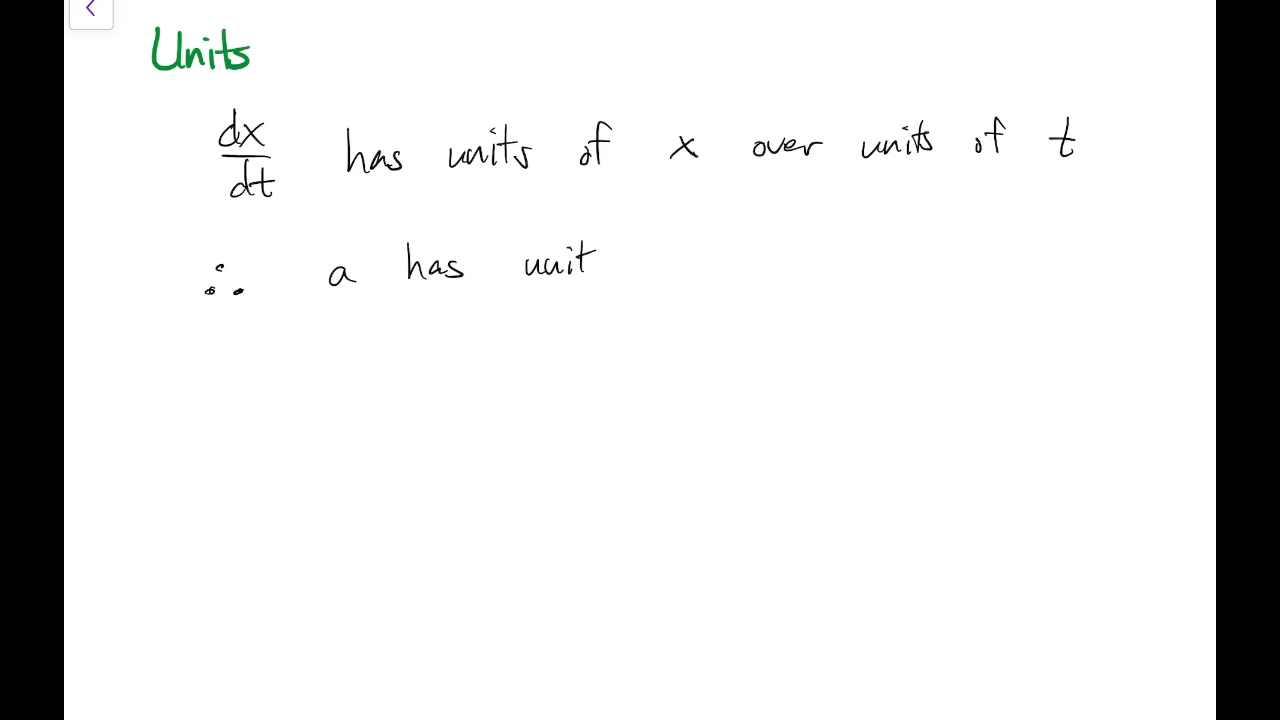 Units
dx/dt has units of x over units of t
∴ a has unit